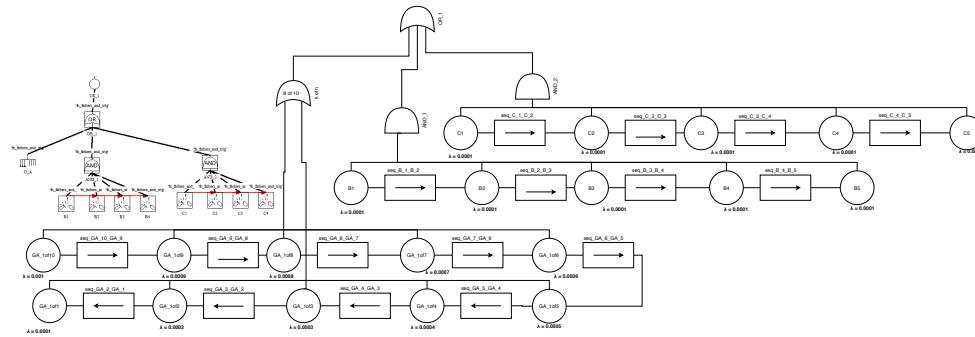 OR_1
8 of 10
k of n
AND_1
AND_2
seq_C_1_C_2
seq_C_2_C_3
seq_C_3_C_4
seq_C_4_C_5
C1
C2
C3
C4
C5
λ = 0.0001
λ = 0.0001
λ = 0.0001
λ = 0.0001
seq_B_1_B_2
seq_B_2_B_3
seq_B_3_B_4
seq_B_4_B_5
B1
B2
B3
B4
B5
λ = 0.0001
λ = 0.0001
λ = 0.0001
λ = 0.0001
λ = 0.0001
OR
OR_1
AND
AND
B1
B2
B3
B4
C1
C2
C3
C4
seq_GA_10_GA_9
seq_GA_9_GA_8
seq_GA_8_GA_7
seq_GA_7_GA_6
seq_GA_6_GA_5
GA_1of10
GA_1of9
GA_1of8
GA_1of7
GA_1of6
λ = 0.001
λ = 0.0009
λ = 0.0008
λ = 0.0007
λ = 0.0006
seq_GA_2_GA_1
seq_GA_3_GA_2
seq_GA_4_GA_3
seq_GA_5_GA_4
GA_1of1
GA_1of2
GA_1of3
GA_1of4
GA_1of5
λ = 0.0001
λ = 0.0002
λ = 0.0003
λ = 0.0004
λ = 0.0005